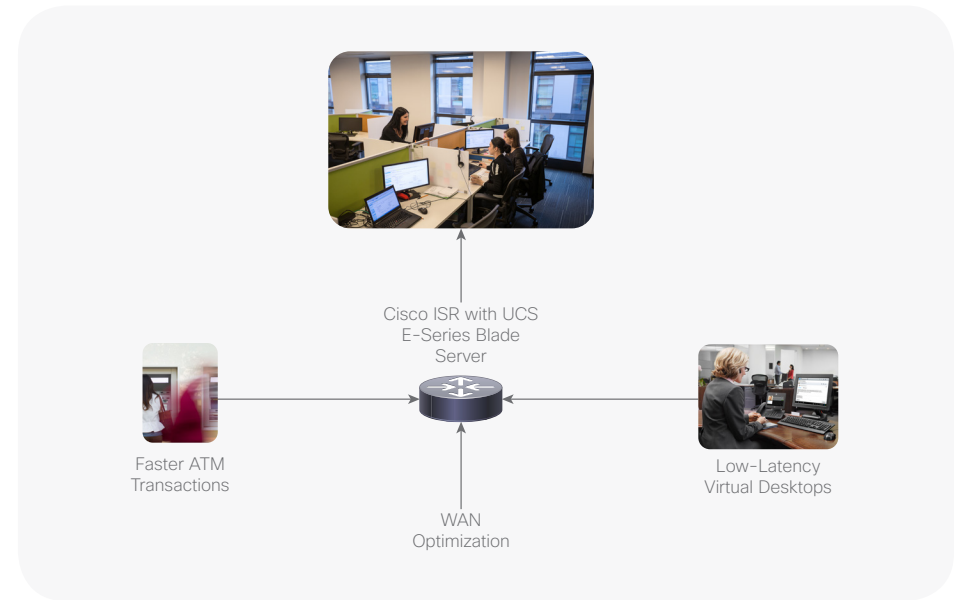 Cisco ISR with UCS
E-Series Blade
Server
Faster ATM
Transactions
Low-Latency
Virtual Desktops
WAN
Optimization